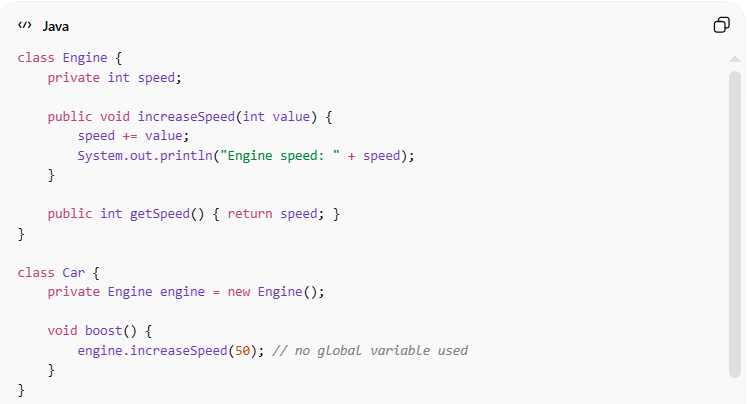 </> Java
class Engine {
    private int speed;

    public void increaseSpeed(int value) {
        speed += value;
        System.out.println("Engine speed: " + speed);
    }

    public int getSpeed() { return speed; }
}

class Car {
    private Engine engine = new Engine();

    void boost() {
        engine.increaseSpeed(50); // no global variable used
    }
}